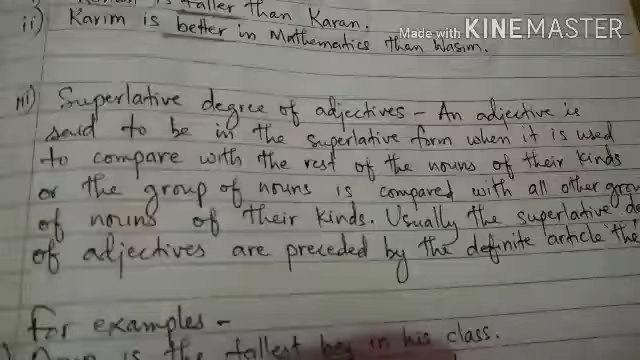 taller than Karan.
ii) Karim is better in Mathematics than Wasim.
Made with KINEMASTER
iii) Superlative degree of adjectives - An adjective is
said to be in the superlative form when it is used
to compare with the rest of the nouns of their kinds
or the group of nouns is compared with all other
of nouns of their kinds. Usually the superlative
of adjectives are preceded by the definite article "the
for examples -
is the tallest boy in his class.